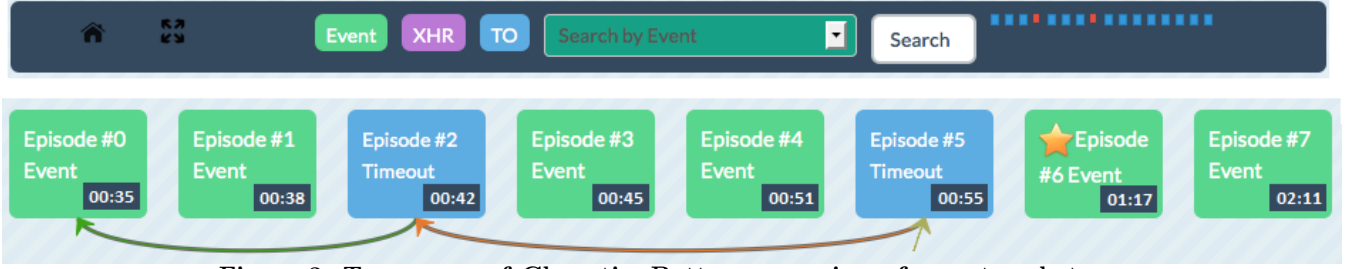 Event XHR TO Search by Event Search
Episode #0
Event
00:35
Episode #1
Event
00:38
Episode #2
Timeout
00:42
Episode #3
Event
00:45
Episode #4
Event
00:51
Episode #5
Timeout
00:55
Episode
#6 Event
01:17
Episode #7
Event
02:11